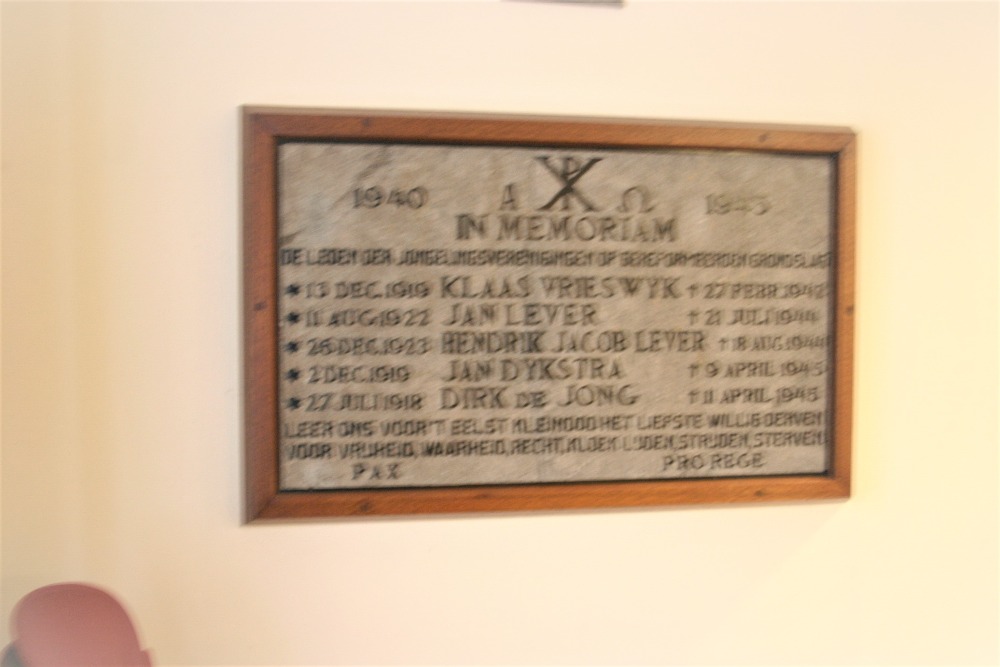 1940 A Ω 1945
IN MEMORIAM
DE LEDEN DER JONGELINGSVERENIGINGEN OP GEREFORMEERDEN GRONDSLAG
* 13 DEC. 1919 KLAAS VRIESWYK † 27 FEBR. 1942
* 11 AUG. 1922 JAN LEVER † 21 JULI 1944
* 26 DEC. 1923 HENDRIK JACOB LEVER † 18 AUG. 1944
* 2 DEC. 1919 JAN DYKSTRA † 9 APRIL 1945
* 27 JULI 1918 DIRK DE JONG † 11 APRIL 1945
LEER ONS VOOR'T EELST KLEINOOD HET LIEFSTE WILLIG DERVEN
VOOR VRIJHEID, WAARHEID, RECHT, KLOEK LIJDEN, STRIJDEN, STERVEN
PAX PRO REGE